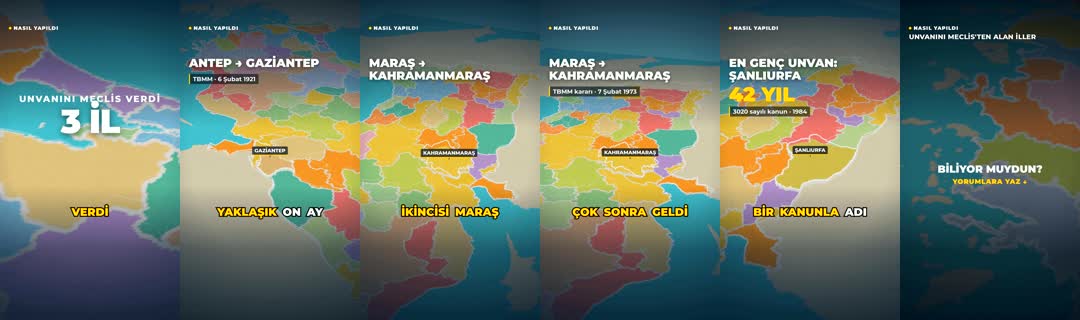 NASIL YAPILDI
UNVANINI MECLİS VERDİ
3 İL
VERDİ
NASIL YAPILDI
ANTEP → GAZİANTEP
TBMM - 6 Şubat 1921
GAZİANTEP
YAKLAŞIK ON AY
NASIL YAPILDI
MARAŞ →
KAHRAMANMARAŞ
KAHRAMANMARAŞ
İKİNCİSİ MARAŞ
NASIL YAPILDI
MARAŞ →
KAHRAMANMARAŞ
TBMM kararı - 7 Şubat 1973
KAHRAMANMARAŞ
ÇOK SONRA GELDİ
NASIL YAPILDI
EN GENÇ UNVAN:
ŞANLIURFA
42 YIL
3020 sayılı kanun - 1984
ŞANLIURFA
BİR KANUNLA ADI
NASIL YAPILDI
UNVANINI MECLİS'TEN ALAN İLLER
BİLİYOR MUYDUN?
YORUMLARA YAZ ↓